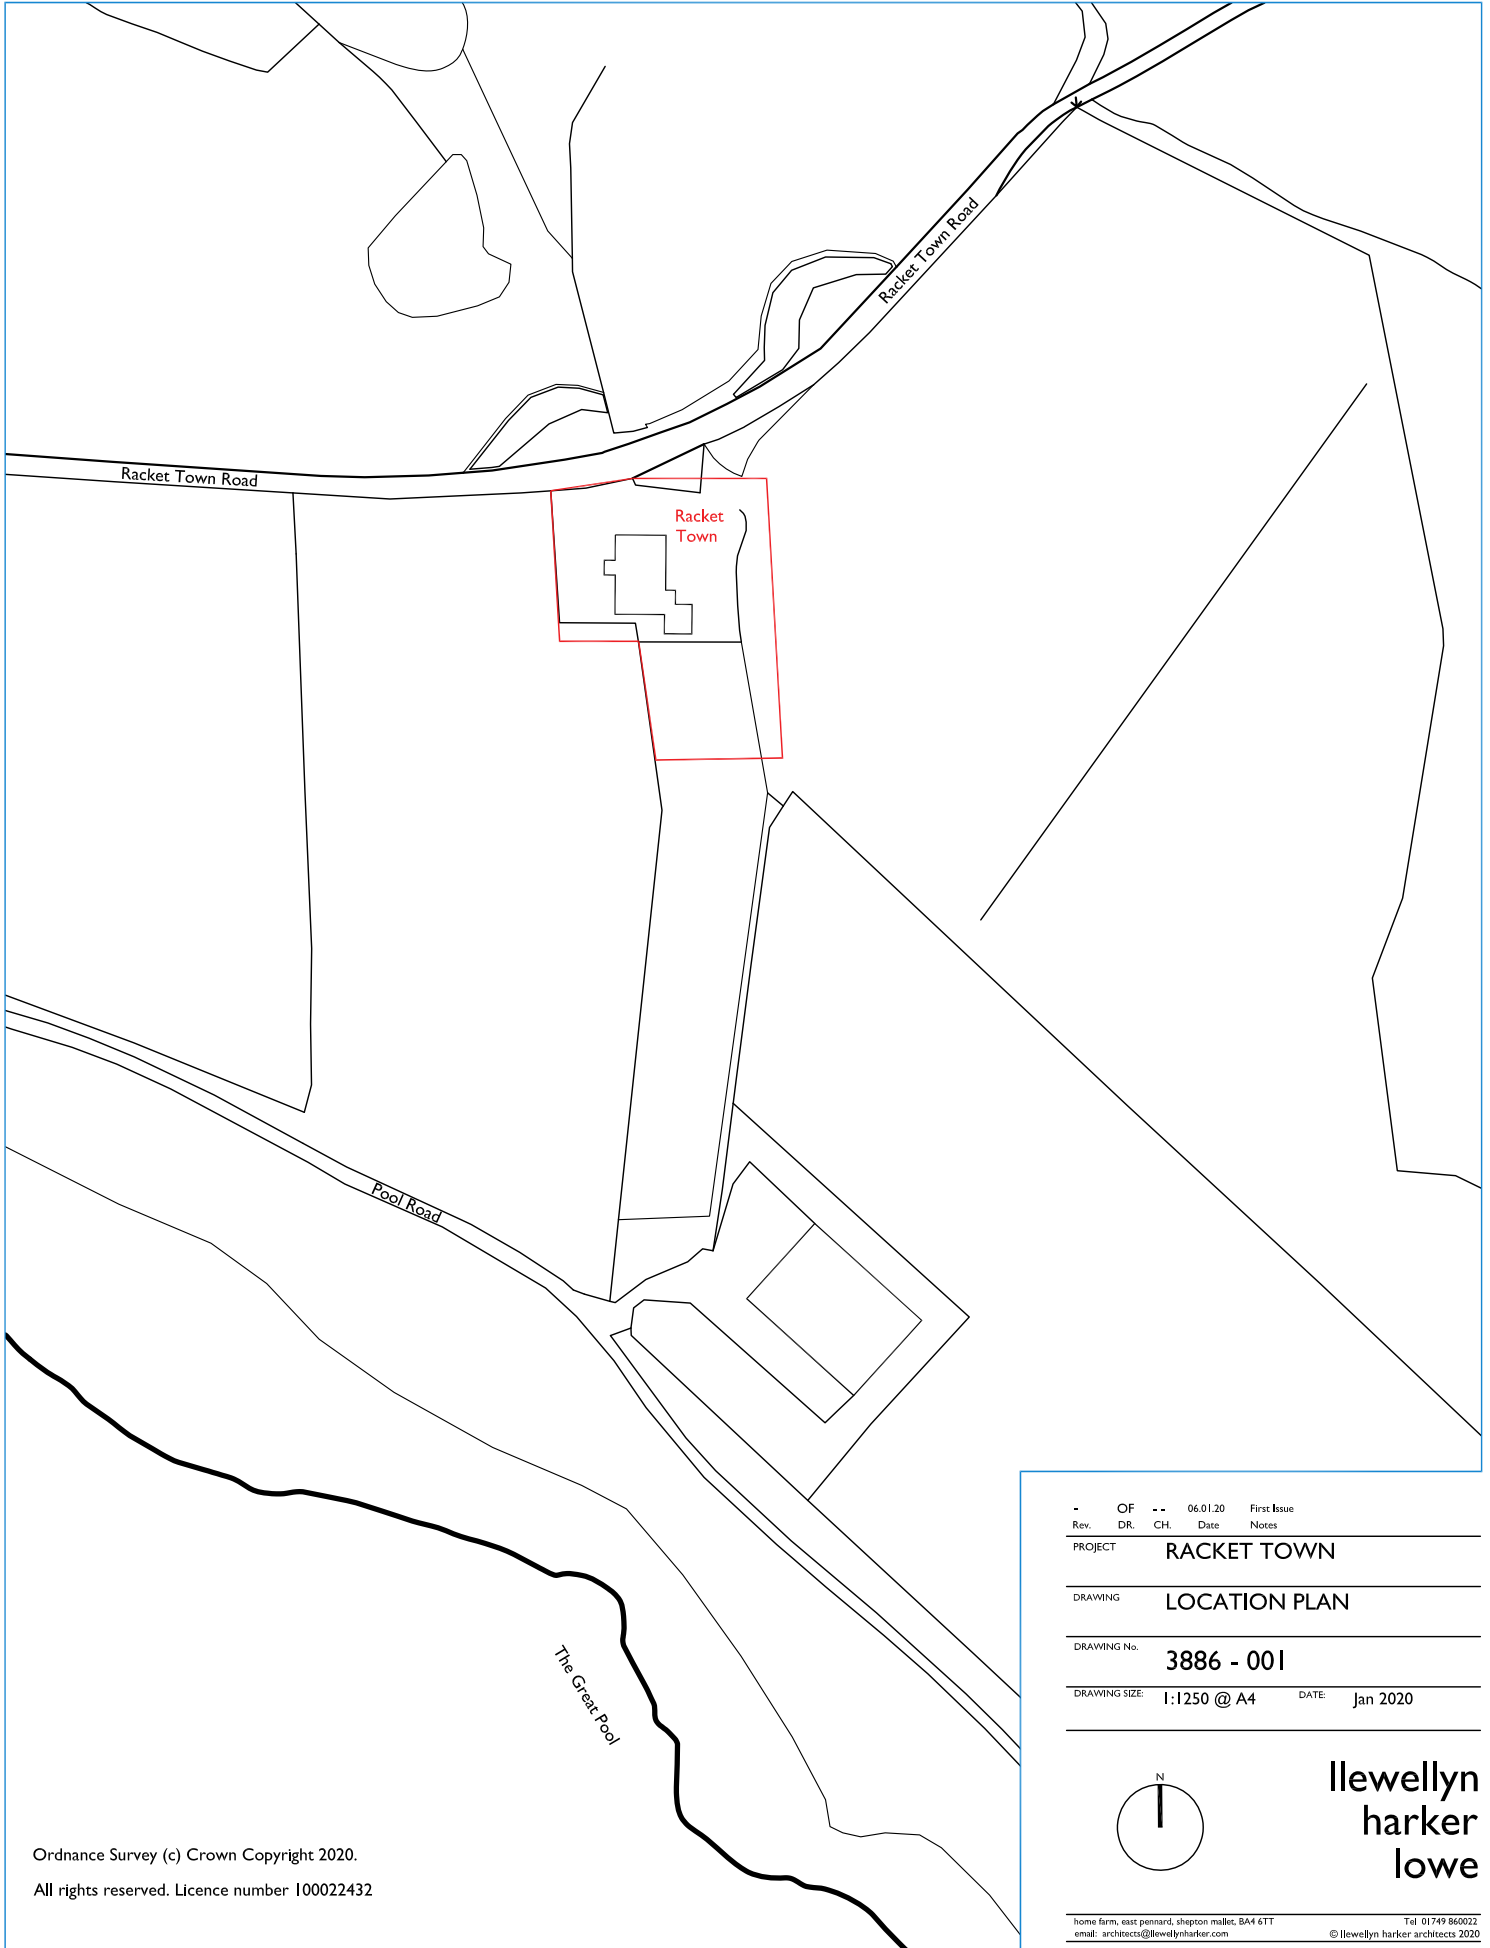 Racket Town Road
Racket Town Road
Racket
Town
Pool Road
The Great Pool
Ordnance Survey (c) Crown Copyright 2020.
All rights reserved. Licence number 100022432
- OF - - 06.01.20 First Issue
Rev. DR. CH. Date Notes
PROJECT RACKET TOWN
DRAWING LOCATION PLAN
DRAWING No. 3886 - 001
DRAWING SIZE: 1:1250 @ A4 DATE: Jan 2020
N
llewellyn
harker
lowe
home farm, east pennard, shepton mallet, BA4 6TT Tel 01749 860022
email: architects@llewellynharker.com © llewellyn harker architects 2020